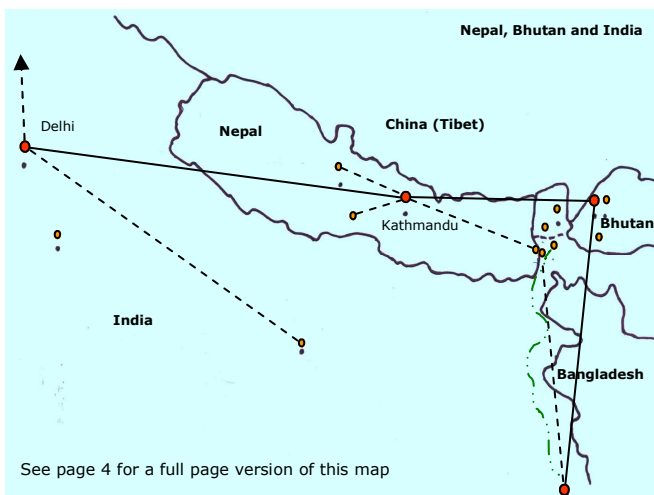 Nepal, Bhutan and India
Delhi
Nepal
China (Tibet)
Kathmandu
Bhutan
India
Bangladesh
See page 4 for a full page version of this map